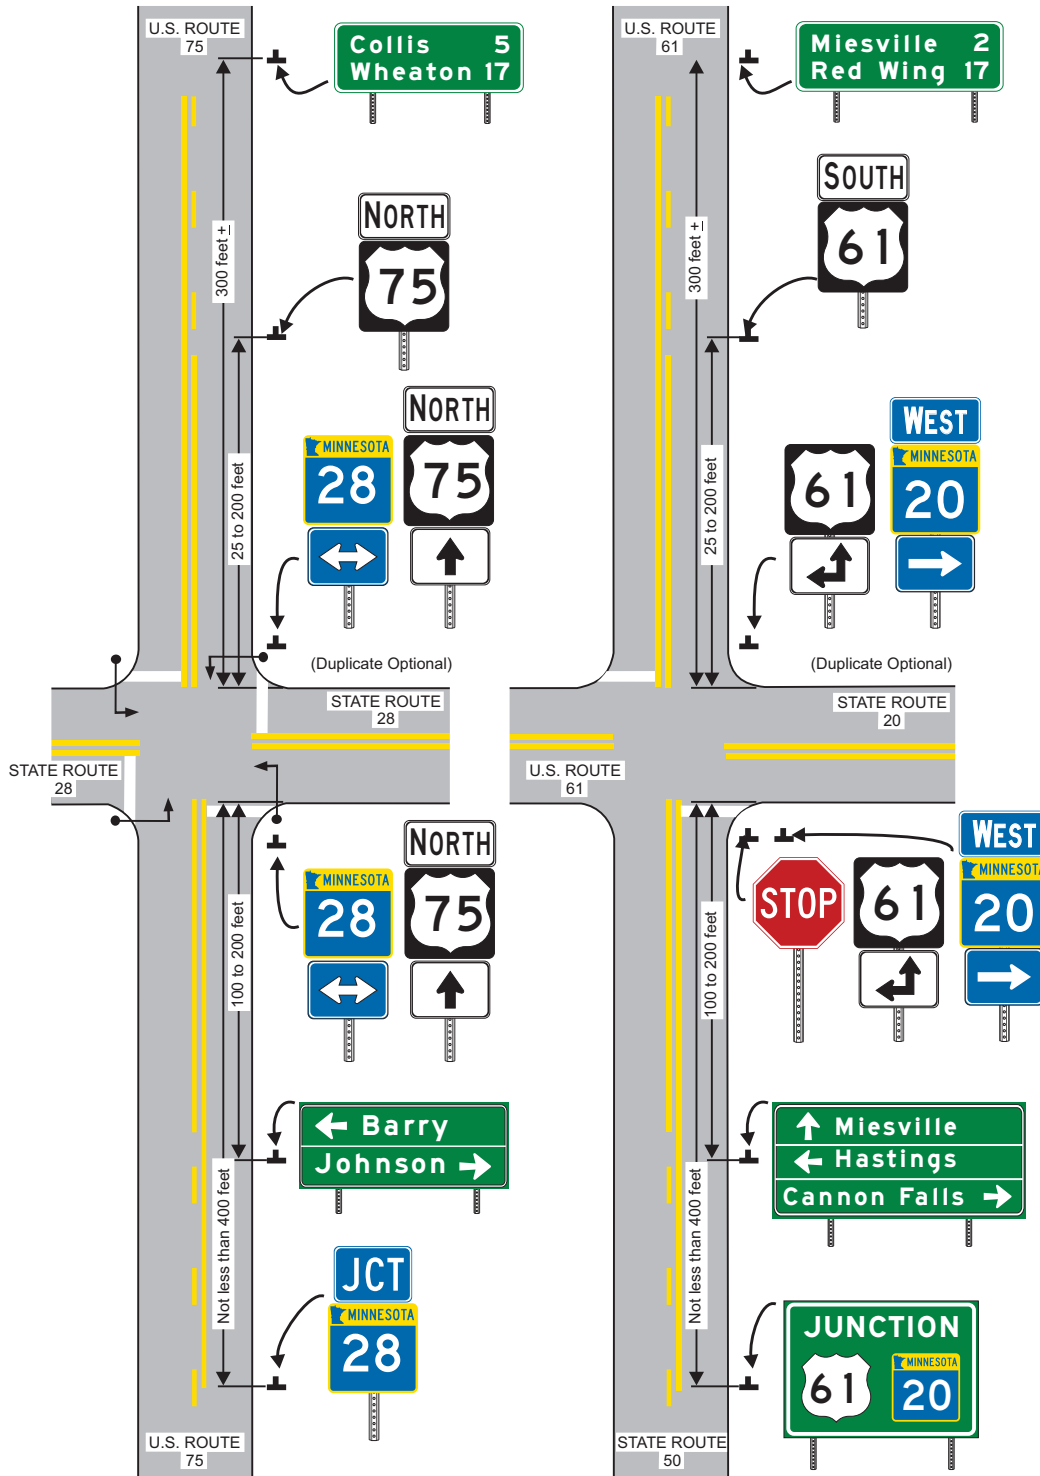 U.S. ROUTE
75
Collis 5
Wheaton 17
300 feet ±
NORTH
75
25 to 200 feet
MINNESOTA
28
NORTH
75
(Duplicate Optional)
STATE ROUTE
28
STATE ROUTE
28
100 to 200 feet
MINNESOTA
28
NORTH
75
Not less than 400 feet
Barry
Johnson
JCT
MINNESOTA
28
U.S. ROUTE
75
U.S. ROUTE
61
Miesville 2
Red Wing 17
300 feet ±
SOUTH
61
25 to 200 feet
61
WEST
MINNESOTA
20
(Duplicate Optional)
STATE ROUTE
20
U.S. ROUTE
61
100 to 200 feet
STOP
61
WEST
MINNESOTA
20
Not less than 400 feet
Miesville
Hastings
Cannon Falls
JUNCTION
61
MINNESOTA
20
STATE ROUTE
50